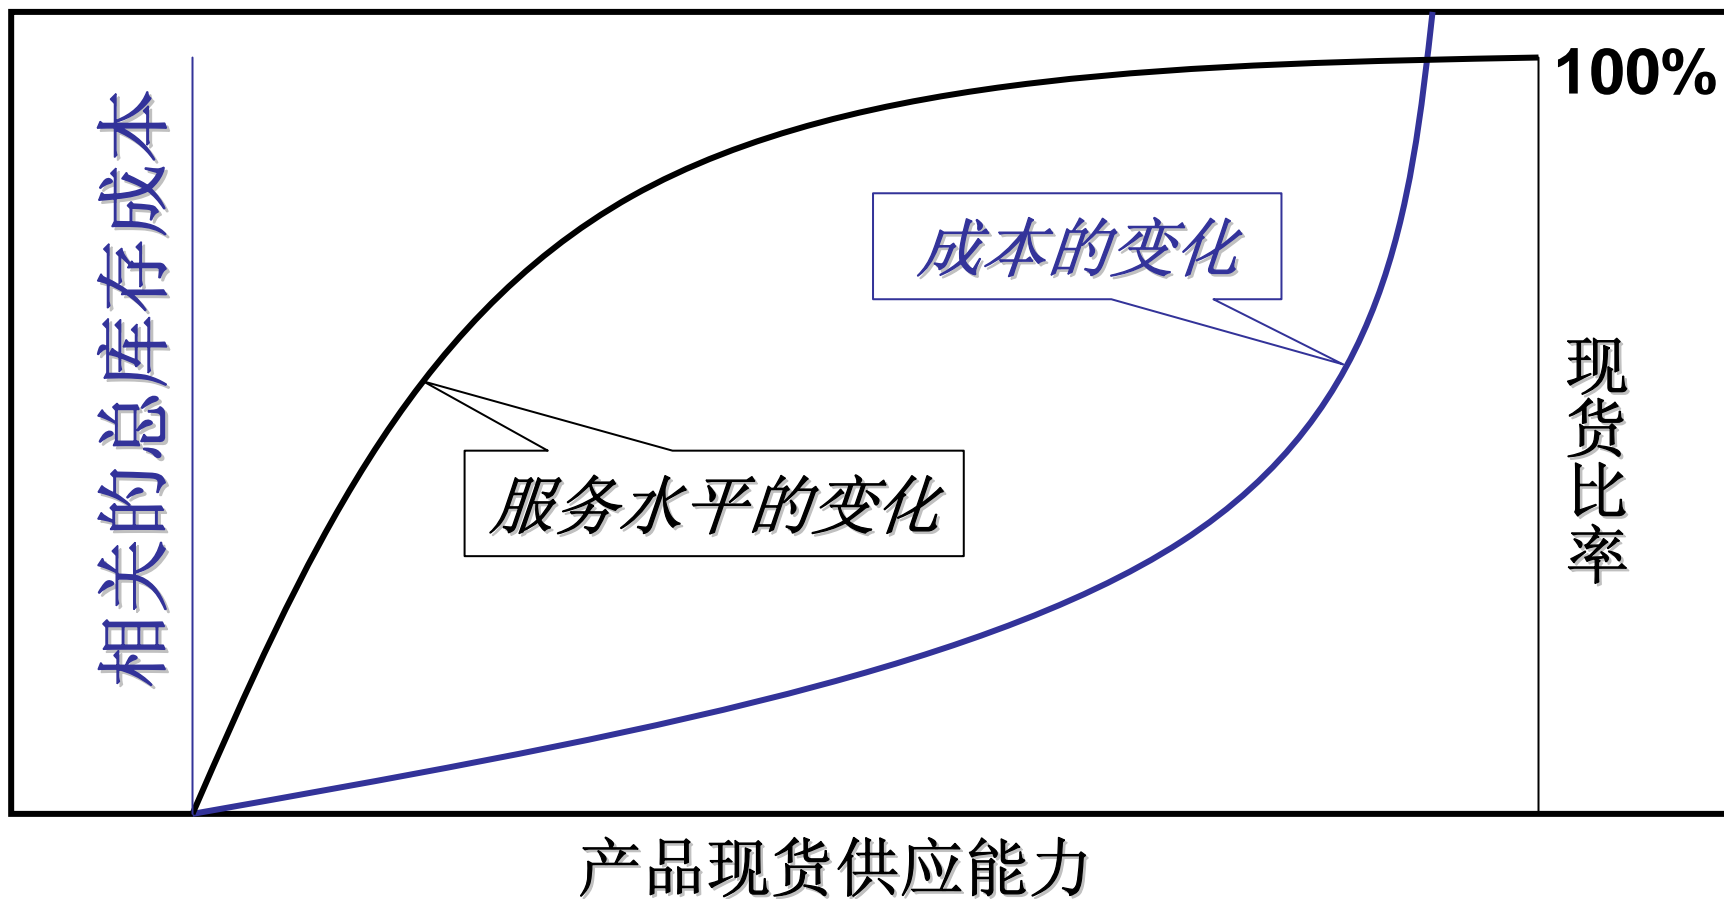 100%
相关的总库存成本
成本的变化
现货比率
服务水平的变化
产品现货供应能力